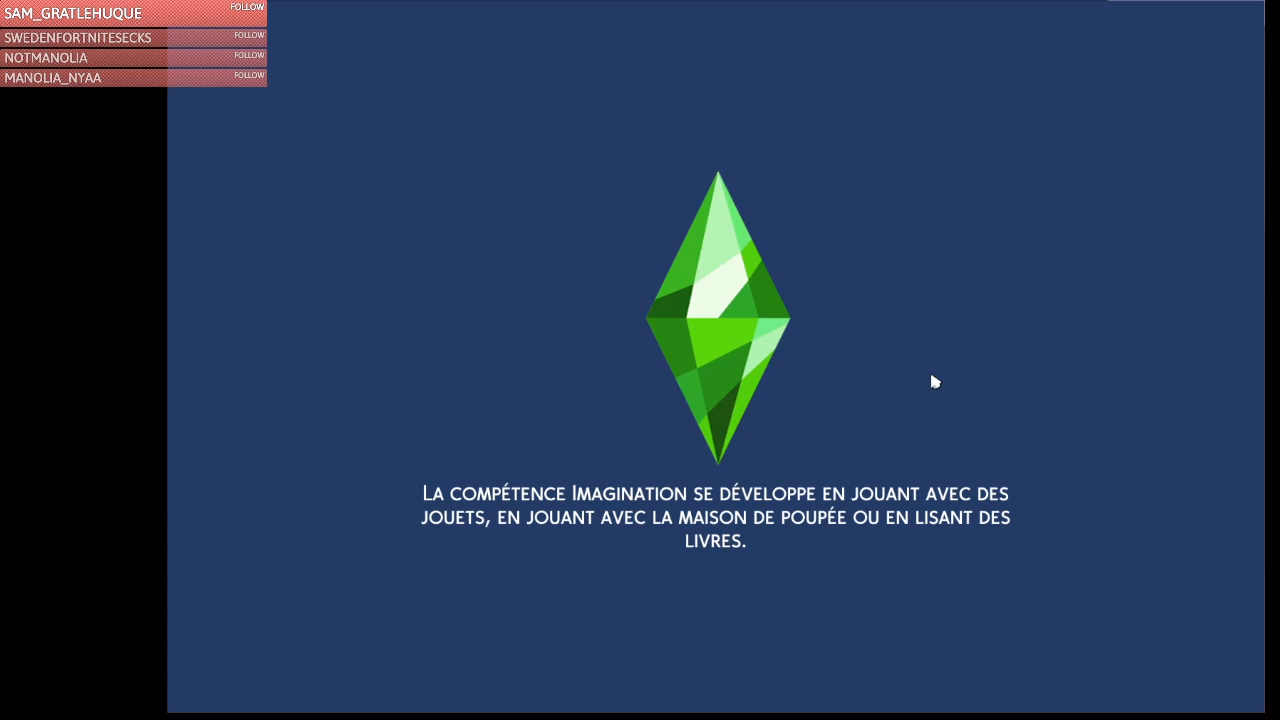 SAM_GRATLEHUQUE FOLLOW
SWEDENFORTNITESECKS FOLLOW
NOTMANOLIA FOLLOW
MANOLIA_NYAA FOLLOW
La compétence Imagination se développe en jouant avec des
jouets, en jouant avec la maison de poupée ou en lisant des
livres.